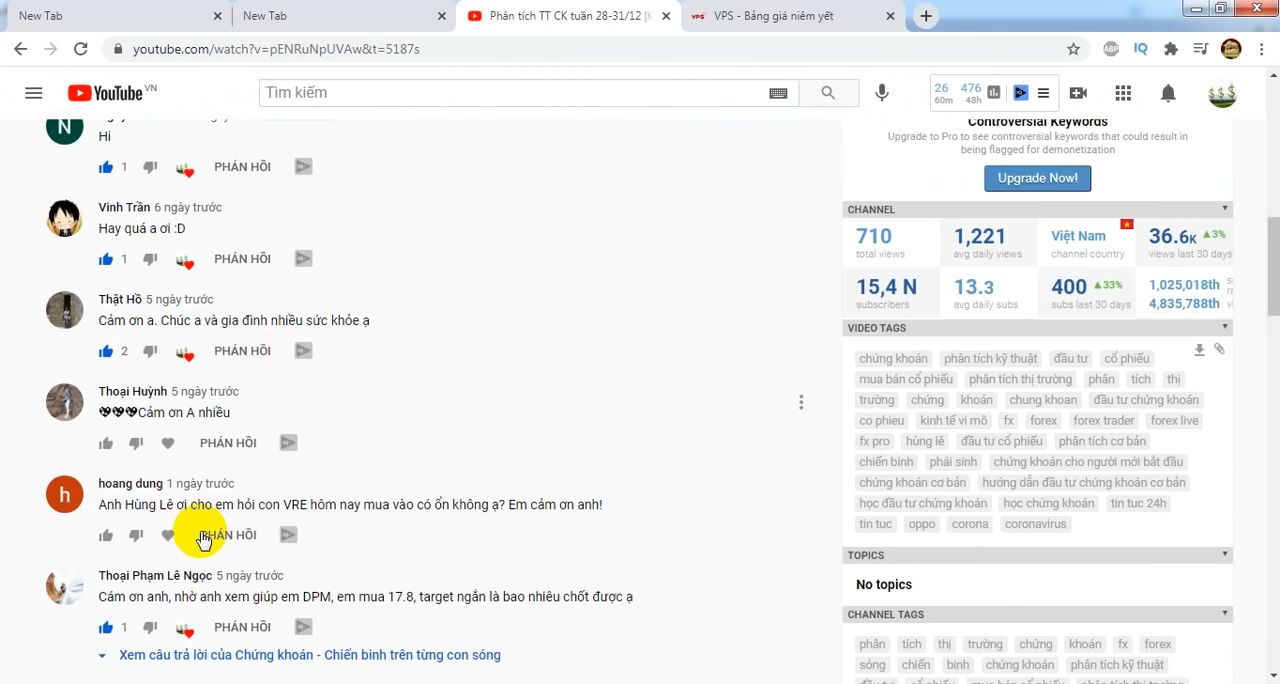 New Tab
New Tab
Phân tích TT CK tuần 28-31/12 |K
VPS - Bảng giá niêm yết
youtube.com/watch?v=pENRuNpUVAw&t=5187s
ABP
IQ
YouTube VN
Tìm kiếm
26 476
60m 48h
Controversial Keywords
Upgrade to Pro to see controversial keywords that could result in
being flagged for demonetization
Upgrade Now!
N
Hi
1 PHẢN HỒI
Vinh Trần 6 ngày trước
Hay quá a ơi :D
1 PHẢN HỒI
Thật Hồ 5 ngày trước
Cảm ơn a. Chúc a và gia đình nhiều sức khỏe ạ
2 PHẢN HỒI
Thoại Huỳnh 5 ngày trước
💖💖💖Cảm ơn A nhiều
PHẢN HỒI
h
hoang dung 1 ngày trước
Anh Hùng Lê ơi cho em hỏi con VRE hôm nay mua vào có ổn không ạ? Em cảm ơn anh!
PHẢN HỒI
Thoại Phạm Lê Ngọc 5 ngày trước
Cám ơn anh, nhờ anh xem giúp em DPM, em mua 17.8, target ngắn là bao nhiêu chốt được ạ
1 PHẢN HỒI
Xem câu trả lời của Chứng khoán - Chiến binh trên từng con sóng
CHANNEL
710 1,221 Việt Nam 36.6K 3%
total views avg daily views channel country views last 30 days
15,4 N 13.3 400 33% 1,025,018th
subscribers avg daily subs subs last 30 days 4,835,788th
VIDEO TAGS
chứng khoán phân tích kỹ thuật đầu tư cổ phiếu
mua bán cổ phiếu phân tích thị trường phân tích thị
trường chứng khoán chung khoan đầu tư chứng khoán
co phieu kinh tế vi mô fx forex forex trader forex live
fx pro hùng lê đầu tư cổ phiếu phân tích cơ bản
chiến binh phái sinh chứng khoán cho người mới bắt đầu
chứng khoán cơ bản hướng dẫn đầu tư chứng khoán cơ bản
học đầu tư chứng khoán học chứng khoán tin tuc 24h
tin tuc oppo corona coronavirus
TOPICS
No topics
CHANNEL TAGS
phân tích thị trường chứng khoán fx forex
sóng chiến binh chứng khoán phân tích kỹ thuật